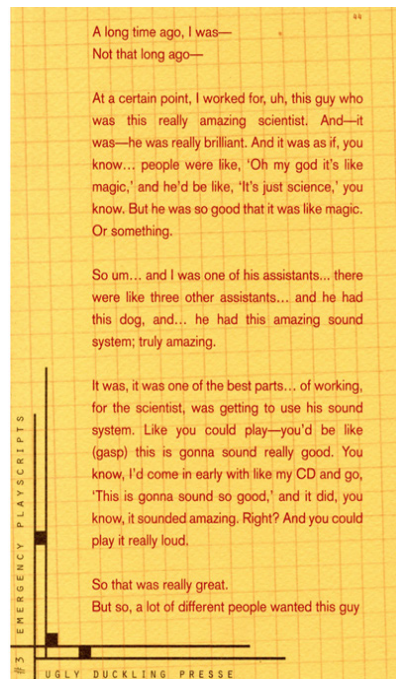 A long time ago, I was—
Not that long ago—
At a certain point, I worked for, uh, this guy who
was this really amazing scientist. And—it
was—he was really brilliant. And it was as if, you
know… people were like, ‘Oh my god it’s like
magic,’ and he’d be like, ‘It’s just science,’ you
know. But he was so good that it was like magic.
Or something.
So um… and I was one of his assistants... there
were like three other assistants… and he had
this dog, and… he had this amazing sound
system; truly amazing.
It was, it was one of the best parts… of working,
for the scientist, was getting to use his sound
system. Like you could play—you’d be like
(gasp) this is gonna sound really good. You
know, I’d come in early with like my CD and go,
‘This is gonna sound so good,’ and it did, you
know, it sounded amazing. Right? And you could
play it really loud.
So that was really great.
But so, a lot of different people wanted this guy
#3 EMERGENCY PLAYSCRIPTS
UGLY DUCKLING PRESSE